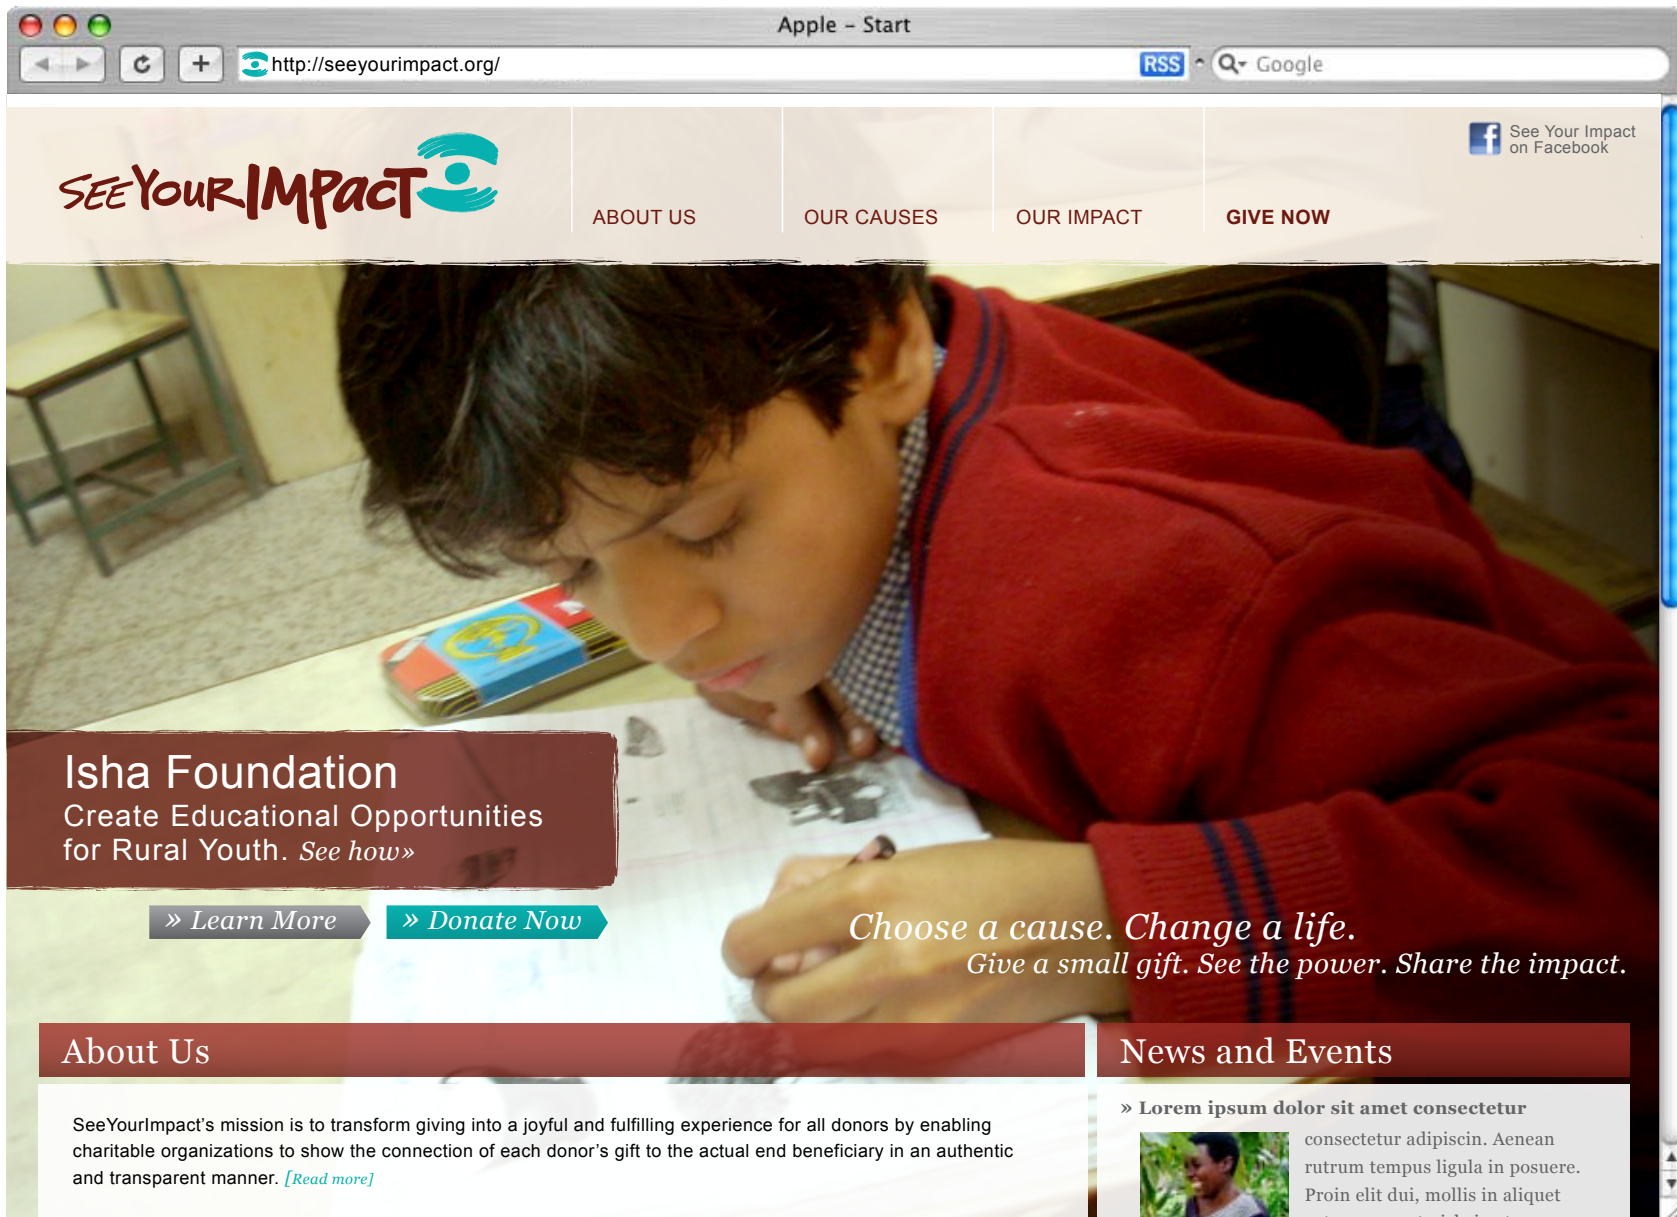 Apple – Start
http://seeyourimpact.org/
RSS
Google
SEE YOUR IMPACT
ABOUT US
OUR CAUSES
OUR IMPACT
GIVE NOW
See Your Impact
on Facebook
Isha Foundation
Create Educational Opportunities
for Rural Youth. See how»
» Learn More
» Donate Now
Choose a cause. Change a life.
Give a small gift. See the power. Share the impact.
About Us
SeeYourImpact’s mission is to transform giving into a joyful and fulfilling experience for all donors by enabling
charitable organizations to show the connection of each donor’s gift to the actual end beneficiary in an authentic
and transparent manner. [Read more]
News and Events
» Lorem ipsum dolor sit amet consectetur
consectetur adipiscin. Aenean
rutrum tempus ligula in posuere.
Proin elit dui, mollis in aliquet